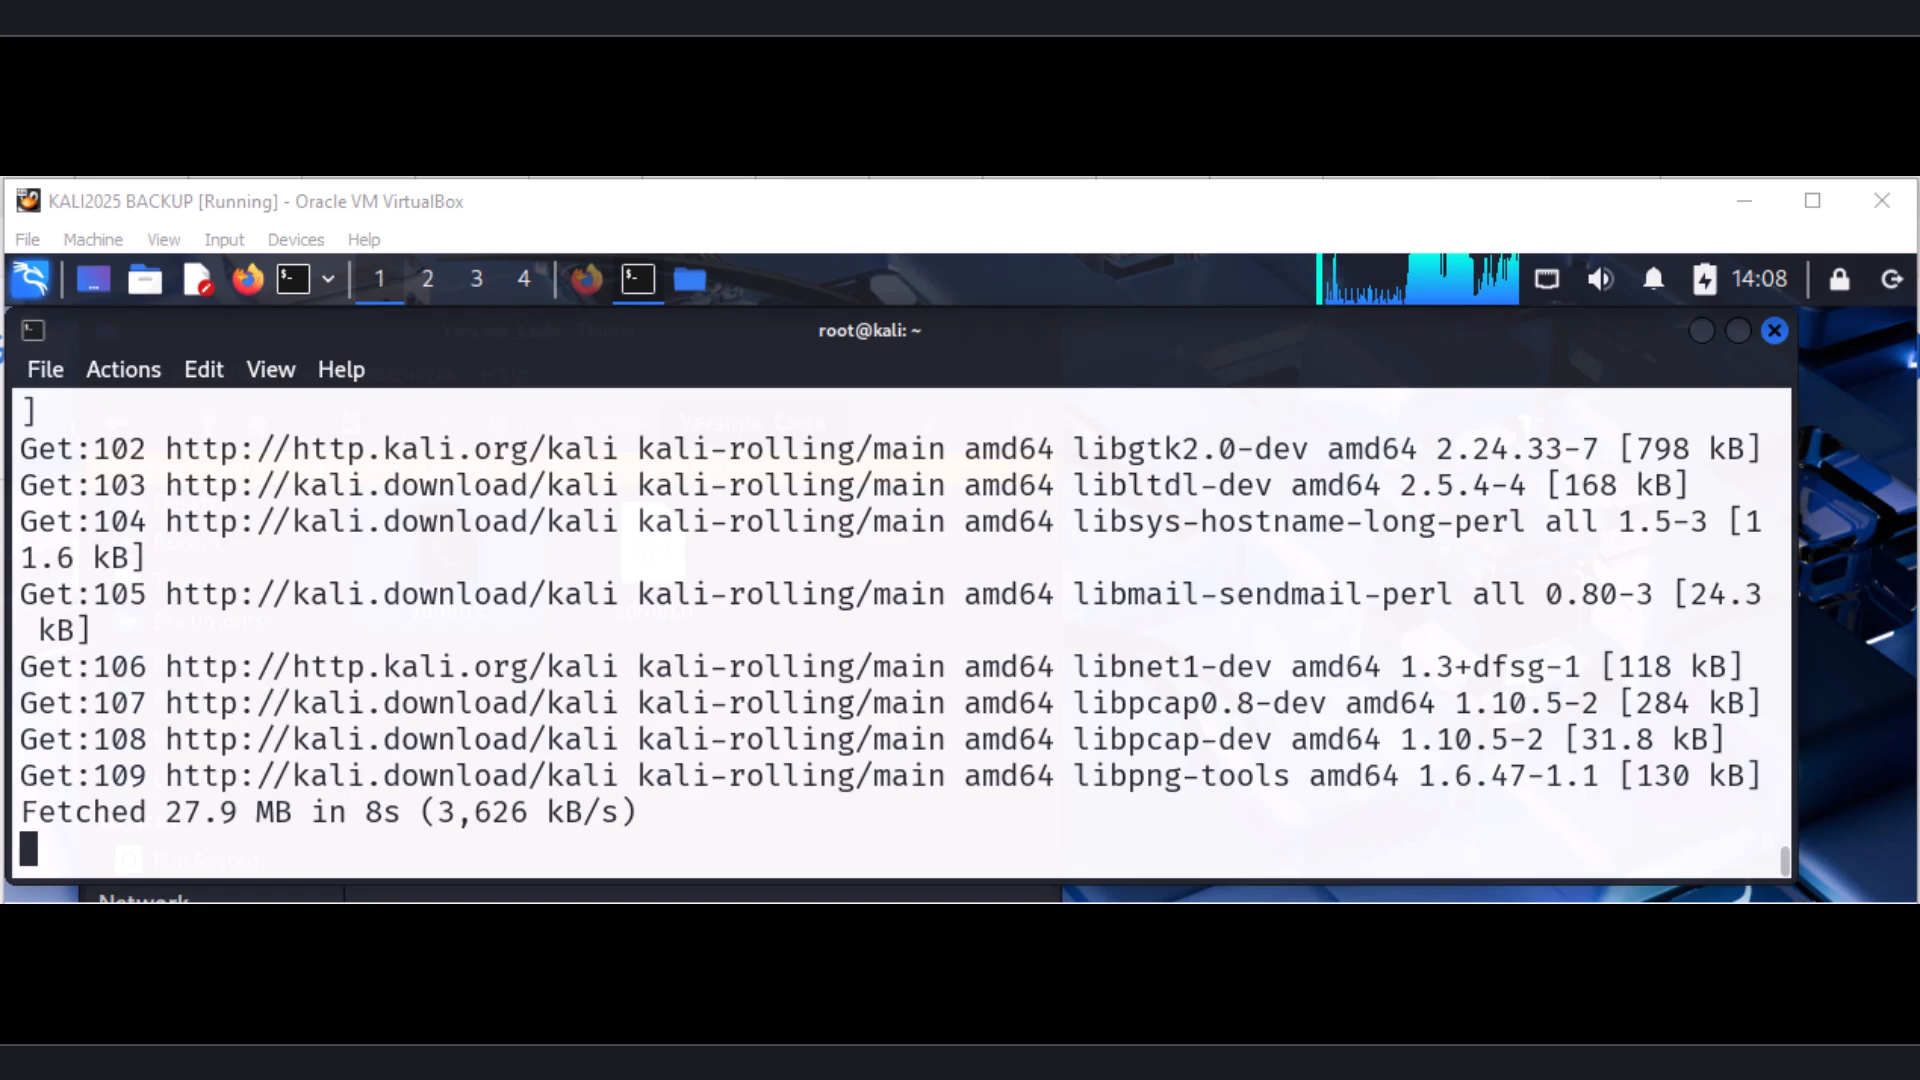 KALI2025 BACKUP [Running] - Oracle VM VirtualBox
File Machine View Input Devices Help
1 2 3 4 14:08
root@kali: ~
File Actions Edit View Help
]
Get:102 http://http.kali.org/kali kali-rolling/main amd64 libgtk2.0-dev amd64 2.24.33-7 [798 kB]
Get:103 http://kali.download/kali kali-rolling/main amd64 libltdl-dev amd64 2.5.4-4 [168 kB]
Get:104 http://kali.download/kali kali-rolling/main amd64 libsys-hostname-long-perl all 1.5-3 [1
1.6 kB]
Get:105 http://kali.download/kali kali-rolling/main amd64 libmail-sendmail-perl all 0.80-3 [24.3
kB]
Get:106 http://http.kali.org/kali kali-rolling/main amd64 libnet1-dev amd64 1.3+dfsg-1 [118 kB]
Get:107 http://kali.download/kali kali-rolling/main amd64 libpcap0.8-dev amd64 1.10.5-2 [284 kB]
Get:108 http://kali.download/kali kali-rolling/main amd64 libpcap-dev amd64 1.10.5-2 [31.8 kB]
Get:109 http://kali.download/kali kali-rolling/main amd64 libpng-tools amd64 1.6.47-1.1 [130 kB]
Fetched 27.9 MB in 8s (3,626 kB/s)
File System
Network